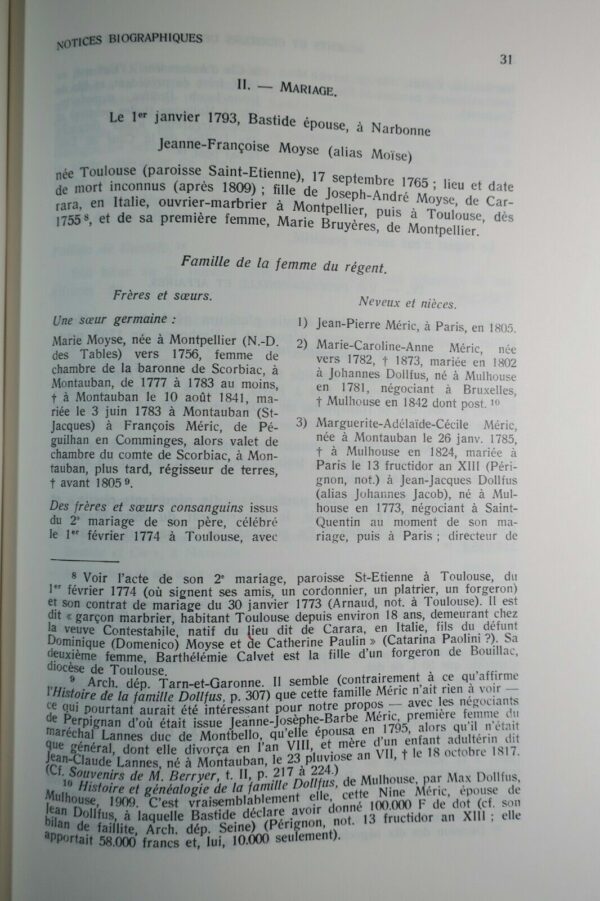 NOTICES BIOGRAPHIQUES
31
II. — MARIAGE.
Le 1er janvier 1793, Bastide épouse, à Narbonne
Jeanne-Françoise Moyse (alias Moïse)
née Toulouse (paroisse Saint-Etienne), 17 septembre 1765 ; lieu et date
de mort inconnus (après 1809) ; fille de Joseph-André Moyse, de Car-
rara, en Italie, ouvrier-marbrier à Montpellier, puis à Toulouse, dès
1755 8, et de sa première femme, Marie Bruyères, de Montpellier.
Famille de la femme du régent.
Frères et sœurs.
Une sœur germaine :
Marie Moyse, née à Montpellier (N.-D.
des Tables) vers 1756, femme de
chambre de la baronne de Scorbiac, à
Montauban, de 1777 à 1783 au moins,
† à Montauban le 10 août 1841, ma-
riée le 3 juin 1783 à Montauban (St-
Jacques) à François Méric, de Pé-
guilhan en Comminges, alors valet de
chambre du comte de Scorbiac, à Mon-
tauban, plus tard, régisseur de terres,
† avant 1805 9.
Des frères et sœurs consanguins issus
du 2e mariage de son père, célébré
le 1er février 1774 à Toulouse, avec
Neveux et nièces.
1) Jean-Pierre Méric, à Paris, en 1805.
2) Marie-Caroline-Anne Méric, née
vers 1782, † 1873, mariée en 1802
à Johannes Dollfus, né à Mulhouse
en 1781, négociant à Bruxelles,
† Mulhouse en 1842 dont post. 10
3) Marguerite-Adélaïde-Cécile Méric,
née à Montauban le 26 janv. 1785,
† à Mulhouse en 1824, mariée à
Paris le 13 fructidor an XIII (Péri-
gnon, not.) à Jean-Jacques Dollfus
(alias Johannes Jacob), né à Mul-
house en 1773, négociant à Saint-
Quentin au moment de son ma-
riage, puis à Paris ; directeur de
8 Voir l'acte de son 2e mariage, paroisse St-Etienne à Toulouse, du
1er février 1774 (où signent ses amis, un cordonnier, un platrier, un forgeron)
et son contrat de mariage du 30 janvier 1773 (Arnaud, not. à Toulouse). Il est
dit « garçon marbrier, habitant Toulouse depuis environ 18 ans, demeurant chez
la veuve Contestabile, natif du lieu dit de Carara, en Italie, fils du défunt
Dominique (Domenico) Moyse et de Catherine Paulin » (Catarina Paolini ?). Sa
deuxième femme, Barthélémie Calvet est la fille d'un forgeron de Bouillac,
diocèse de Toulouse.
9 Arch. dép. Tarn-et-Garonne. Il semble (contrairement à ce qu'affirme
l'Histoire de la famille Dollfus, p. 307) que cette famille Méric n'ait rien à voir —
ce qui pourtant aurait été intéressant pour notre propos — avec les négociants
de Perpignan d'où était issue Jeanne-Josèphe-Barbe Méric, première femme du
maréchal Lannes duc de Montbello, qu'elle épousa en 1795, alors qu'il n'était
que général, dont elle divorça en l'an VIII, et mère d'un enfant adultérin dit
Jean-Claude Lannes, né à Montauban, le 23 pluviose an VII, † le 18 octobre 1817.
(Cf. Souvenirs de M. Berryer, t. II, p. 217 à 224.)
10 Histoire et généalogie de la famille Dollfus, de Mulhouse, par Max Dollfus,
Mulhouse, 1909. C'est vraisemblablement elle, cette Nine Méric, épouse de
Jean Dollfus, à laquelle Bastide déclare avoir donné 100.000 F de dot (cf. son
bilan de faillite, Arch. dép. Seine) (Pérignon, not. 13 fructidor an XIII ; elle
apportait 58.000 francs et, lui, 10.000 seulement).